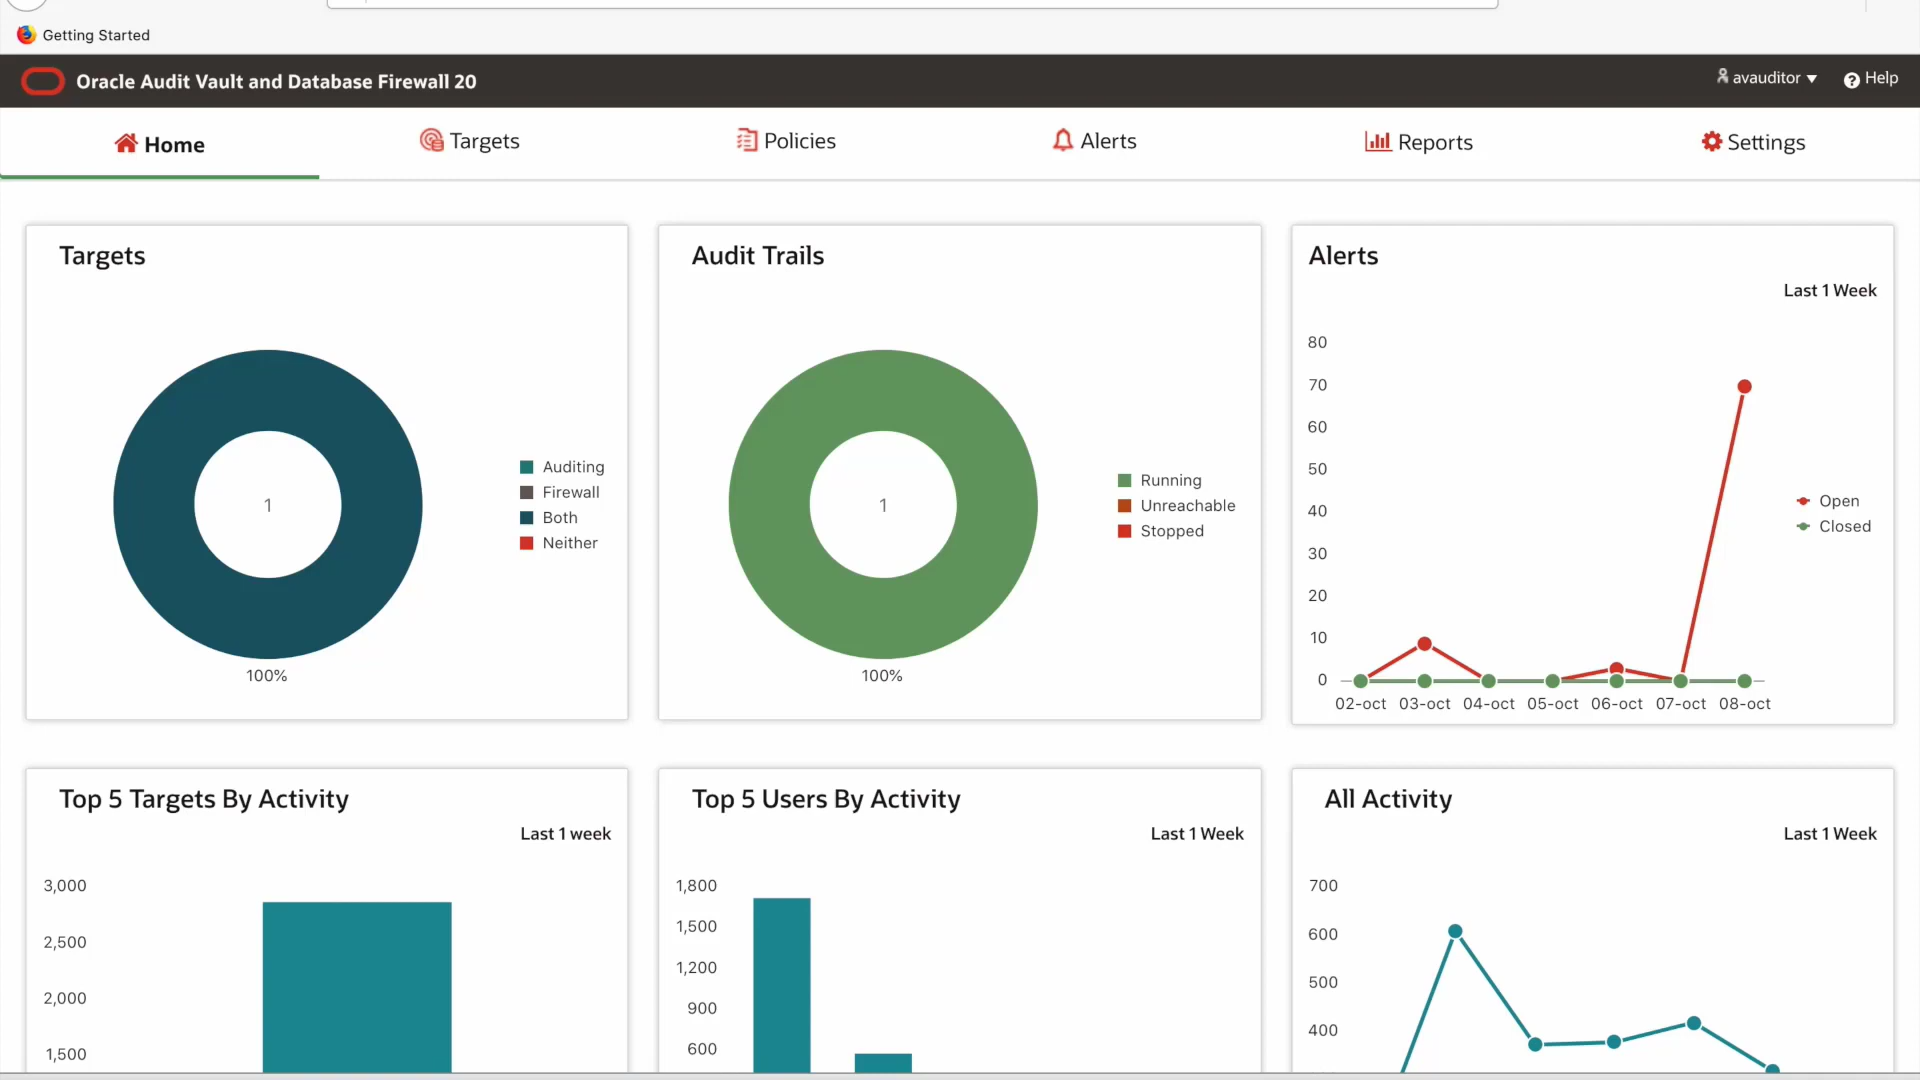 Getting Started
Oracle Audit Vault and Database Firewall 20
avauditor
Help
Home
Targets
Policies
Alerts
Reports
Settings
Targets
1
100%
Auditing
Firewall
Both
Neither
Audit Trails
1
100%
Running
Unreachable
Stopped
Alerts
Last 1 Week
80
70
60
50
40
30
20
10
0
02-oct 03-oct 04-oct 05-oct 06-oct 07-oct 08-oct
Open
Closed
Top 5 Targets By Activity
Last 1 week
3,000
2,500
2,000
1,500
Top 5 Users By Activity
Last 1 Week
1,800
1,500
1,200
900
600
All Activity
Last 1 Week
700
600
500
400